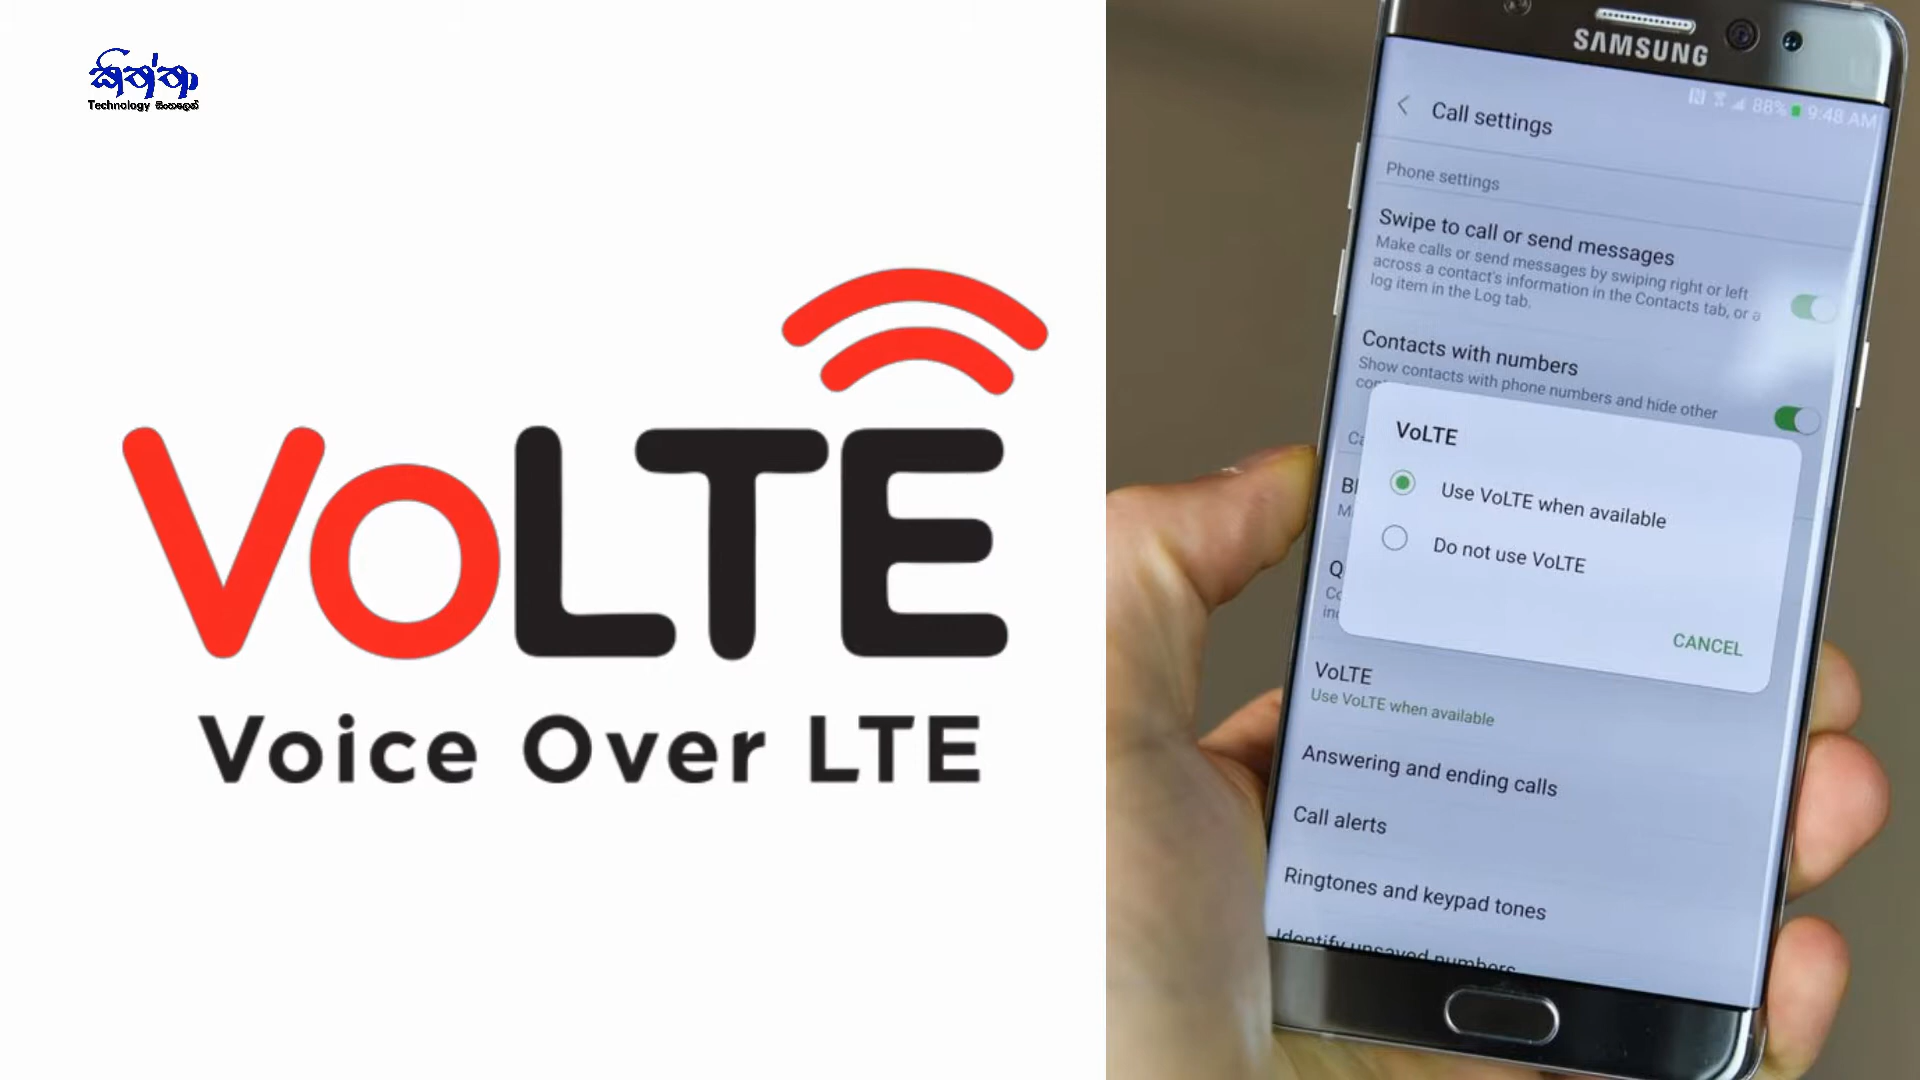 කිත්තා
Technology සිංහලෙන්
VoLTE
Voice Over LTE
SAMSUNG
88% 9:48 AM
Call settings
Phone settings
Swipe to call or send messages
Make calls or send messages by swiping right or left
across a contact's information in the Contacts tab, or a
log item in the Log tab.
Contacts with numbers
Show contacts with phone numbers and hide other
VoLTE
Use VoLTE when available
Do not use VoLTE
CANCEL
VoLTE
Use VoLTE when available
Answering and ending calls
Call alerts
Ringtones and keypad tones
Identify unsaved numbers